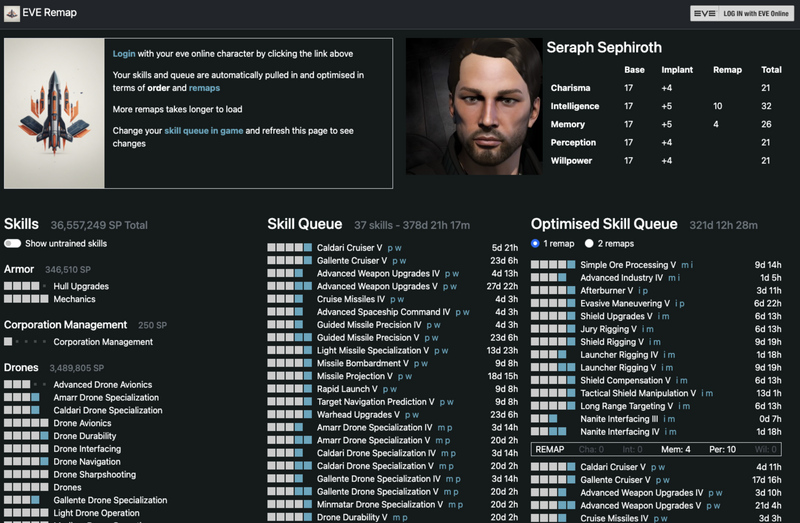 EVE Remap
EVE LOG IN with EVE Online
Login with your eve online character by clicking the link above
Your skills and queue are automatically pulled in and optimised in
terms of order and remaps
More remaps takes longer to load
Change your skill queue in game and refresh this page to see
changes
Seraph Sephiroth
Base Implant Remap Total
Charisma 17 +4 21
Intelligence 17 +5 10 32
Memory 17 +5 4 26
Perception 17 +4 21
Willpower 17 +4 21
Skills 36,557,249 SP Total
Show untrained skills
Armor 346,510 SP
Hull Upgrades
Mechanics
Corporation Management 250 SP
Corporation Management
Drones 3,489,805 SP
Advanced Drone Avionics
Amarr Drone Specialization
Caldari Drone Specialization
Drone Avionics
Drone Durability
Drone Interfacing
Drone Navigation
Drone Sharpshooting
Drones
Gallente Drone Specialization
Light Drone Operation
Skill Queue 37 skills - 378d 21h 17m
Caldari Cruiser V p w 5d 21h
Gallente Cruiser V p w 23d 6h
Advanced Weapon Upgrades IV p w 4d 13h
Advanced Weapon Upgrades V p w 27d 22h
Cruise Missiles IV p w 4d 3h
Advanced Spaceship Command IV p w 4d 3h
Guided Missile Precision IV p w 4d 3h
Guided Missile Precision V p w 23d 6h
Light Missile Specialization V p w 13d 23h
Missile Bombardment V p w 9d 8h
Missile Projection V p w 18d 15h
Rapid Launch V p w 9d 8h
Target Navigation Prediction V p w 9d 8h
Warhead Upgrades V p w 23d 6h
Amarr Drone Specialization IV m p 3d 14h
Amarr Drone Specialization V m p 20d 2h
Caldari Drone Specialization IV m p 3d 14h
Caldari Drone Specialization V m p 20d 2h
Gallente Drone Specialization IV m p 3d 14h
Gallente Drone Specialization V m p 20d 2h
Minmatar Drone Specialization V m p 20d 2h
Drone Durability V m p 20d 2h
Optimised Skill Queue 321d 12h 28m
1 remap 2 remaps
Simple Ore Processing V m i 9d 14h
Advanced Industry IV m i 1d 5h
Afterburner V i p 3d 11h
Evasive Maneuvering V i p 6d 22h
Shield Upgrades V i m 6d 13h
Jury Rigging V i m 6d 13h
Shield Rigging V i m 9d 19h
Launcher Rigging IV i m 1d 18h
Launcher Rigging V i m 9d 19h
Shield Compensation V i m 6d 13h
Tactical Shield Manipulation V i m 13d 1h
Long Range Targeting V i m 6d 13h
Nanite Interfacing III i m 0d 7h
Nanite Interfacing IV i m 1d 18h
REMAP Cha: 0 Int: 0 Mem: 4 Per: 10 Wil: 0
Caldari Cruiser V p w 4d 11h
Gallente Cruiser V p w 17d 16h
Advanced Weapon Upgrades IV p w 3d 10h
Advanced Weapon Upgrades V p w 21d 4h
Cruise Missiles IV p w 3d 3h